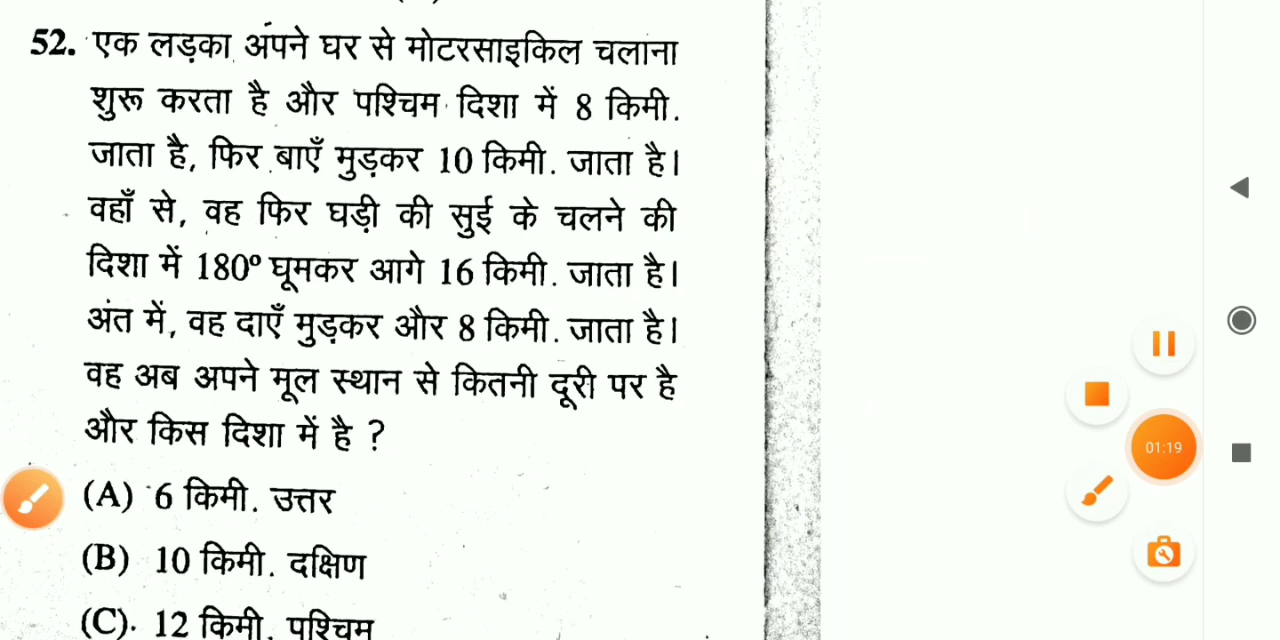 52. एक लड़का अपने घर से मोटरसाइकिल चलाना
शुरू करता है और पश्चिम दिशा में 8 किमी.
जाता है, फिर बाएँ मुड़कर 10 किमी. जाता है।
वहाँ से, वह फिर घड़ी की सुई के चलने की
दिशा में 180° घूमकर आगे 16 किमी. जाता है।
अंत में, वह दाएँ मुड़कर और 8 किमी. जाता है।
वह अब अपने मूल स्थान से कितनी दूरी पर है
और किस दिशा में है ?
(A) 6 किमी. उत्तर
(B) 10 किमी. दक्षिण
(C). 12 किमी. पश्चिम
01:19